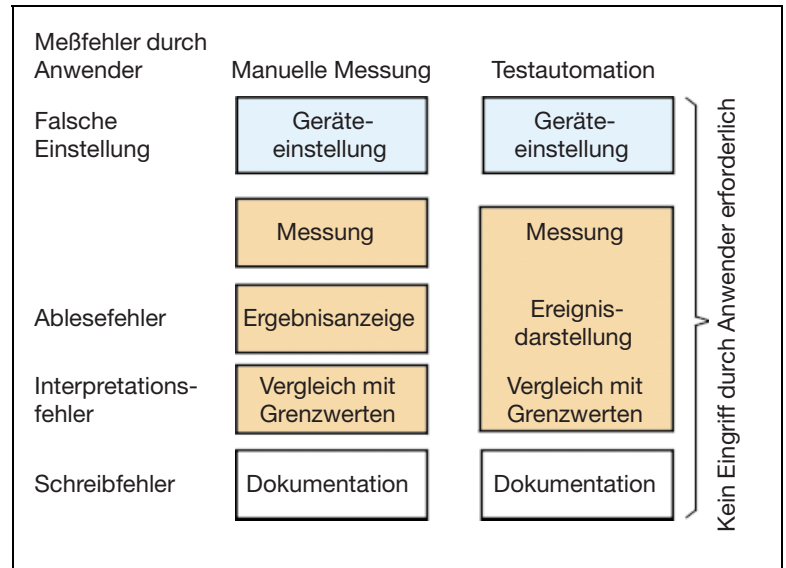 Meßfehler durch
Anwender
Manuelle Messung
Testautomation
Falsche
Einstellung
Geräte-
einstellung
Geräte-
einstellung
Messung
Messung
Ablesefehler
Ergebnisanzeige
Ereignis-
darstellung
Interpretations-
fehler
Vergleich mit
Grenzwerten
Vergleich mit
Grenzwerten
Schreibfehler
Dokumentation
Dokumentation
Kein Eingriff durch Anwender erforderlich